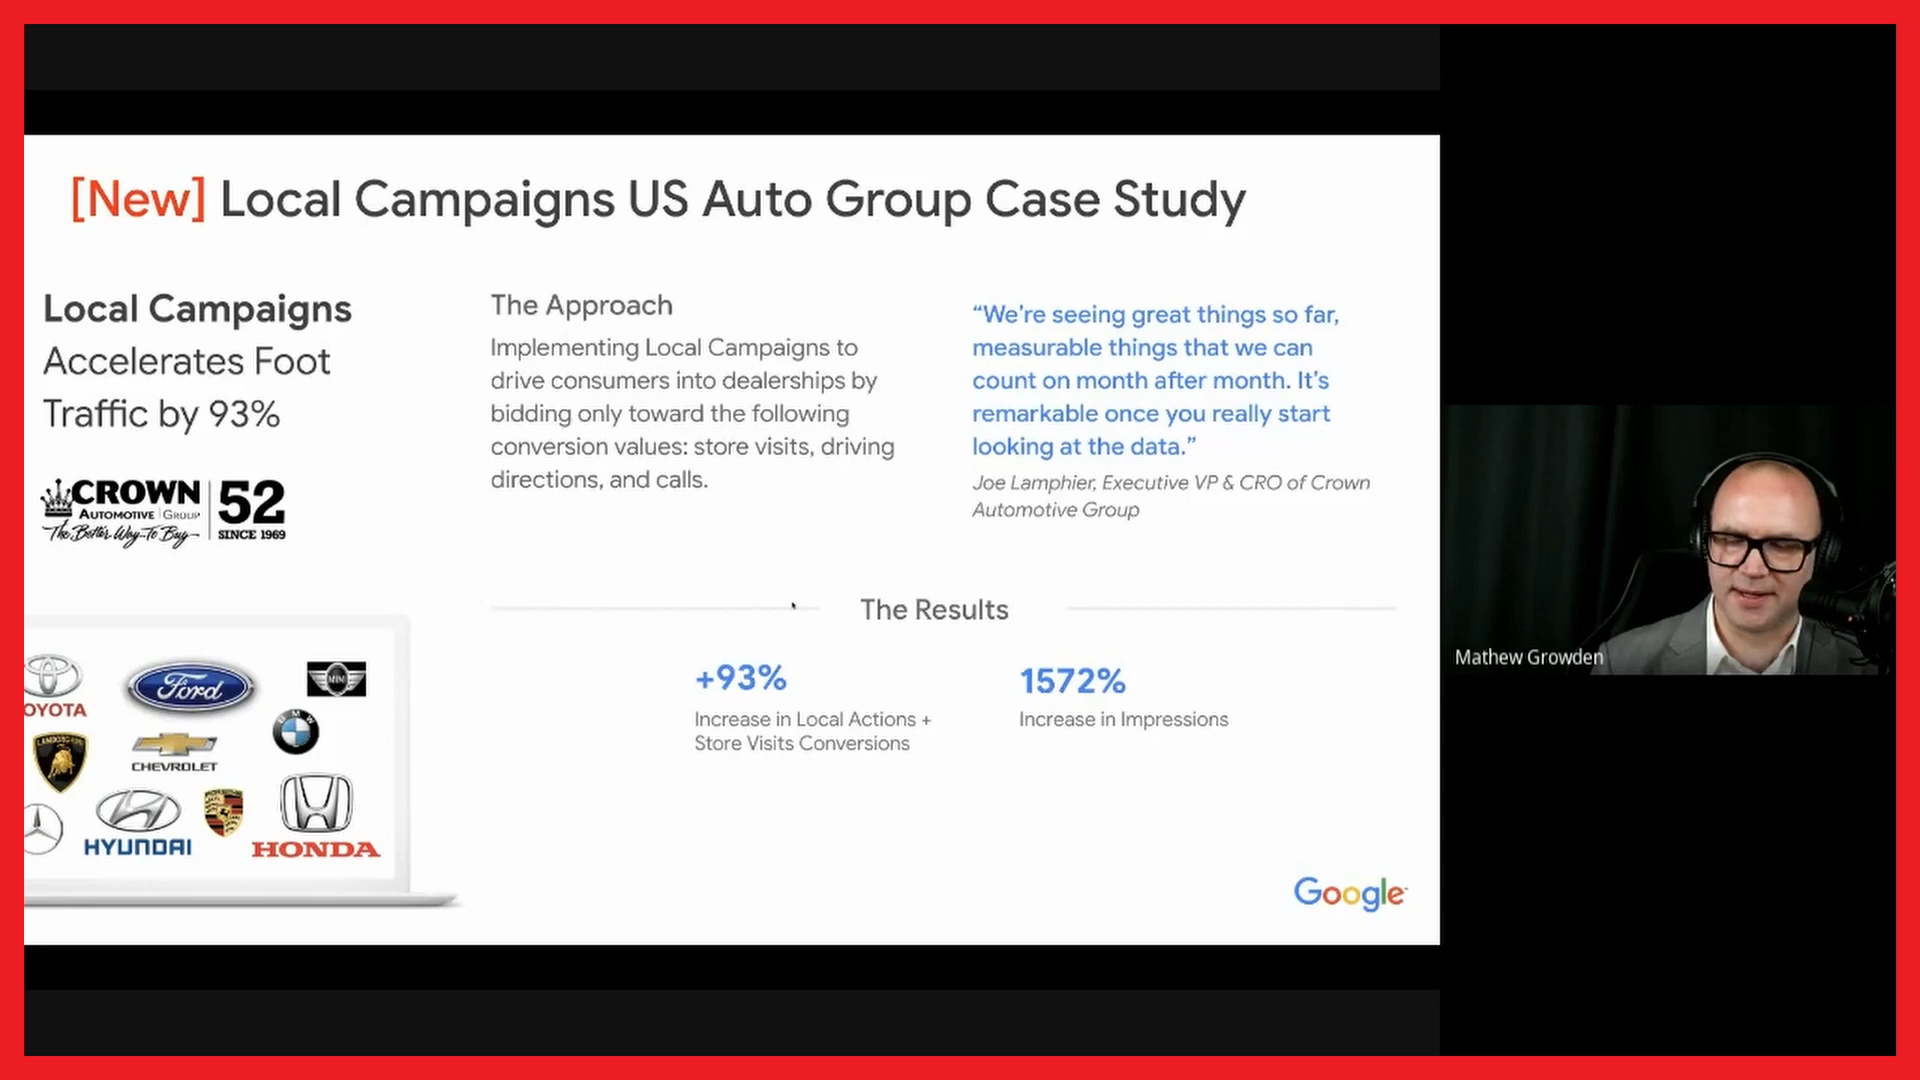 [New] Local Campaigns US Auto Group Case Study
Local Campaigns
Accelerates Foot
Traffic by 93%
CROWN
AUTOMOTIVE GROUP
The Better Way To Buy
52
SINCE 1969
The Approach
Implementing Local Campaigns to
drive consumers into dealerships by
bidding only toward the following
conversion values: store visits, driving
directions, and calls.
“We’re seeing great things so far,
measurable things that we can
count on month after month. It’s
remarkable once you really start
looking at the data.”
Joe Lamphier, Executive VP & CRO of Crown
Automotive Group
The Results
+93%
Increase in Local Actions +
Store Visits Conversions
1572%
Increase in Impressions
OYOTA
Ford
MINI
BMW
LAMBORGHINI
CHEVROLET
HYUNDAI
HONDA
Google
Mathew Growden